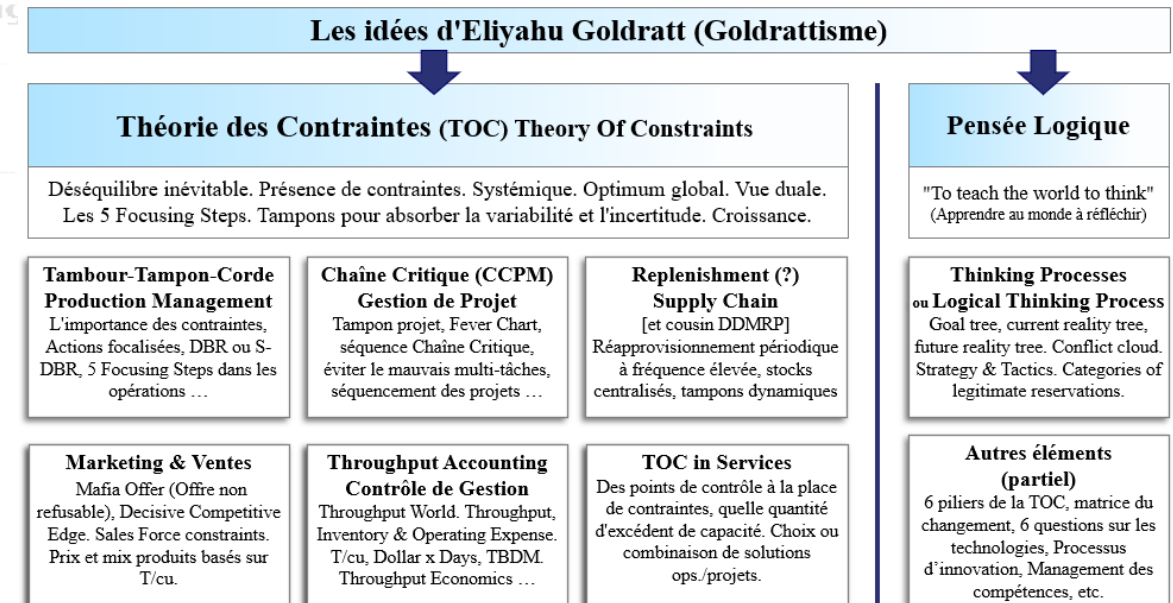 Les idées d'Eliyahu Goldratt (Goldrattisme)
Théorie des Contraintes (TOC) Theory Of Constraints
Déséquilibre inévitable. Présence de contraintes. Systémique. Optimum global. Vue duale.
Les 5 Focusing Steps. Tampons pour absorber la variabilité et l'incertitude. Croissance.
Pensée Logique
"To teach the world to think"
(Apprendre au monde à réfléchir)
Tambour-Tampon-Corde
Production Management
L'importance des contraintes,
Actions focalisées, DBR ou S-
DBR, 5 Focusing Steps dans les
opérations …
Chaîne Critique (CCPM)
Gestion de Projet
Tampon projet, Fever Chart,
séquence Chaîne Critique,
éviter le mauvais multi-tâches,
séquencement des projets …
Replenishment (?)
Supply Chain
[et cousin DDMRP]
Réapprovisionnement périodique
à fréquence élevée, stocks
centralisés, tampons dynamiques
Thinking Processes
ou Logical Thinking Process
Goal tree, current reality tree,
future reality tree. Conflict cloud.
Strategy & Tactics. Categories of
legitimate reservations.
Marketing & Ventes
Mafia Offer (Offre non
refusable), Decisive Competitive
Edge. Sales Force constraints.
Prix et mix produits basés sur
T/cu.
Throughput Accounting
Contrôle de Gestion
Throughput World. Throughput,
Inventory & Operating Expense.
T/cu, Dollar x Days, TBDM.
Throughput Economics …
TOC in Services
Des points de contrôle à la place
de contraintes, quelle quantité
d'excédent de capacité. Choix ou
combinaison de solutions
ops./projets.
Autres éléments
(partiel)
6 piliers de la TOC, matrice du
changement, 6 questions sur les
technologies, Processus
d’innovation, Management des
compétences, etc.